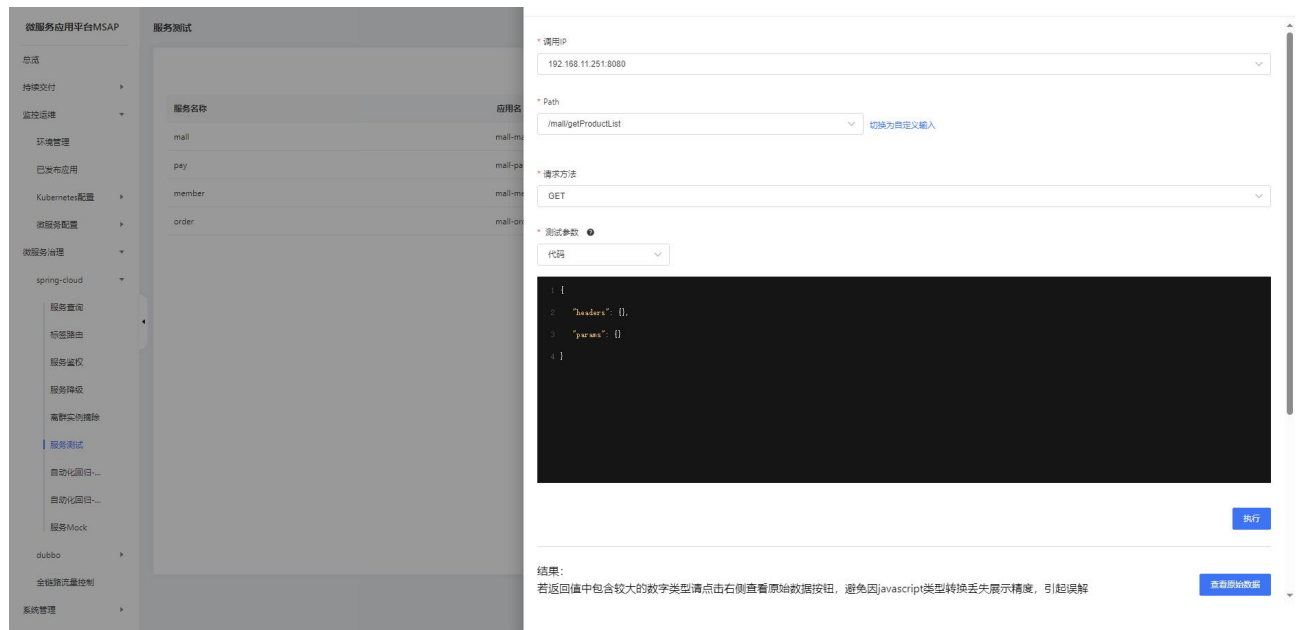 微服务应用平台MSAP
总览
持续交付
监控运维
环境管理
已发布应用
Kubernetes配置
微服务配置
微服务治理
spring-cloud
服务查询
标签路由
服务鉴权
服务降级
离群实例摘除
服务测试
自动化回归-...
自动化回归-...
服务Mock
dubbo
全链路流量控制
系统管理
服务测试
服务名称 应用名
mall mall-ma
pay mall-pa
member mall-me
order mall-ord
* 调用IP
192.168.11.251:8080
* Path
/mall/getProductList 切换为自定义输入
* 请求方法
GET
* 测试参数
代码
1 {
2 "headers": {},
3 "params": {}
4 }
执行
结果:
若返回值中包含较大的数字类型请点击右侧查看原始数据按钮，避免因javascript类型转换丢失展示精度，引起误解
查看原始数据